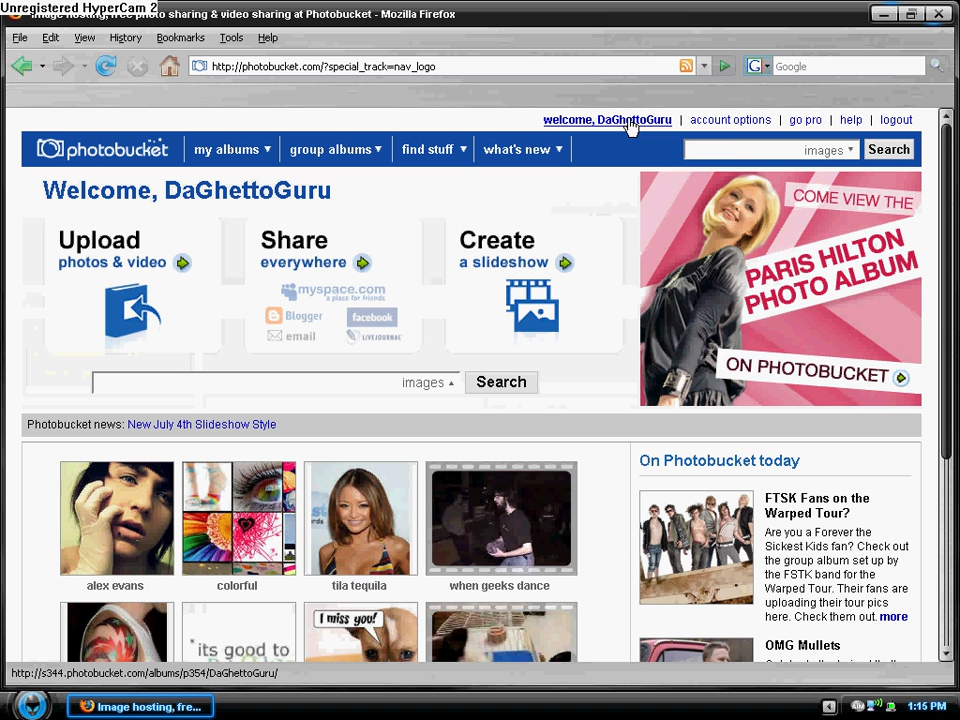 Unregistered HyperCam 2
Image hosting, free photo sharing & video sharing at Photobucket - Mozilla Firefox
File Edit View History Bookmarks Tools Help
http://photobucket.com/?special_track=nav_logo
Google
welcome, DaGhettoGuru | account options | go pro | help | logout
photobucket my albums group albums find stuff what's new images Search
Welcome, DaGhettoGuru
COME VIEW THE
PARIS HILTON
PHOTO ALBUM
ON PHOTOBUCKET
Upload
photos & video
Share
everywhere
myspace.com
a place for friends
Blogger facebook
email LIVEJOURNAL
Create
a slideshow
images Search
Photobucket news: New July 4th Slideshow Style
alex evans colorful tila tequila when geeks dance
I miss you!
its good to
On Photobucket today
FTSK Fans on the
Warped Tour?
Are you a Forever the
Sickest Kids fan? Check out
the group album set up by
the FSTK band for the
Warped Tour. Their fans are
uploading their tour pics
here. Check them out. more
OMG Mullets
http://s344.photobucket.com/albums/p354/DaGhettoGuru/
Image hosting, fre...
1:15 PM